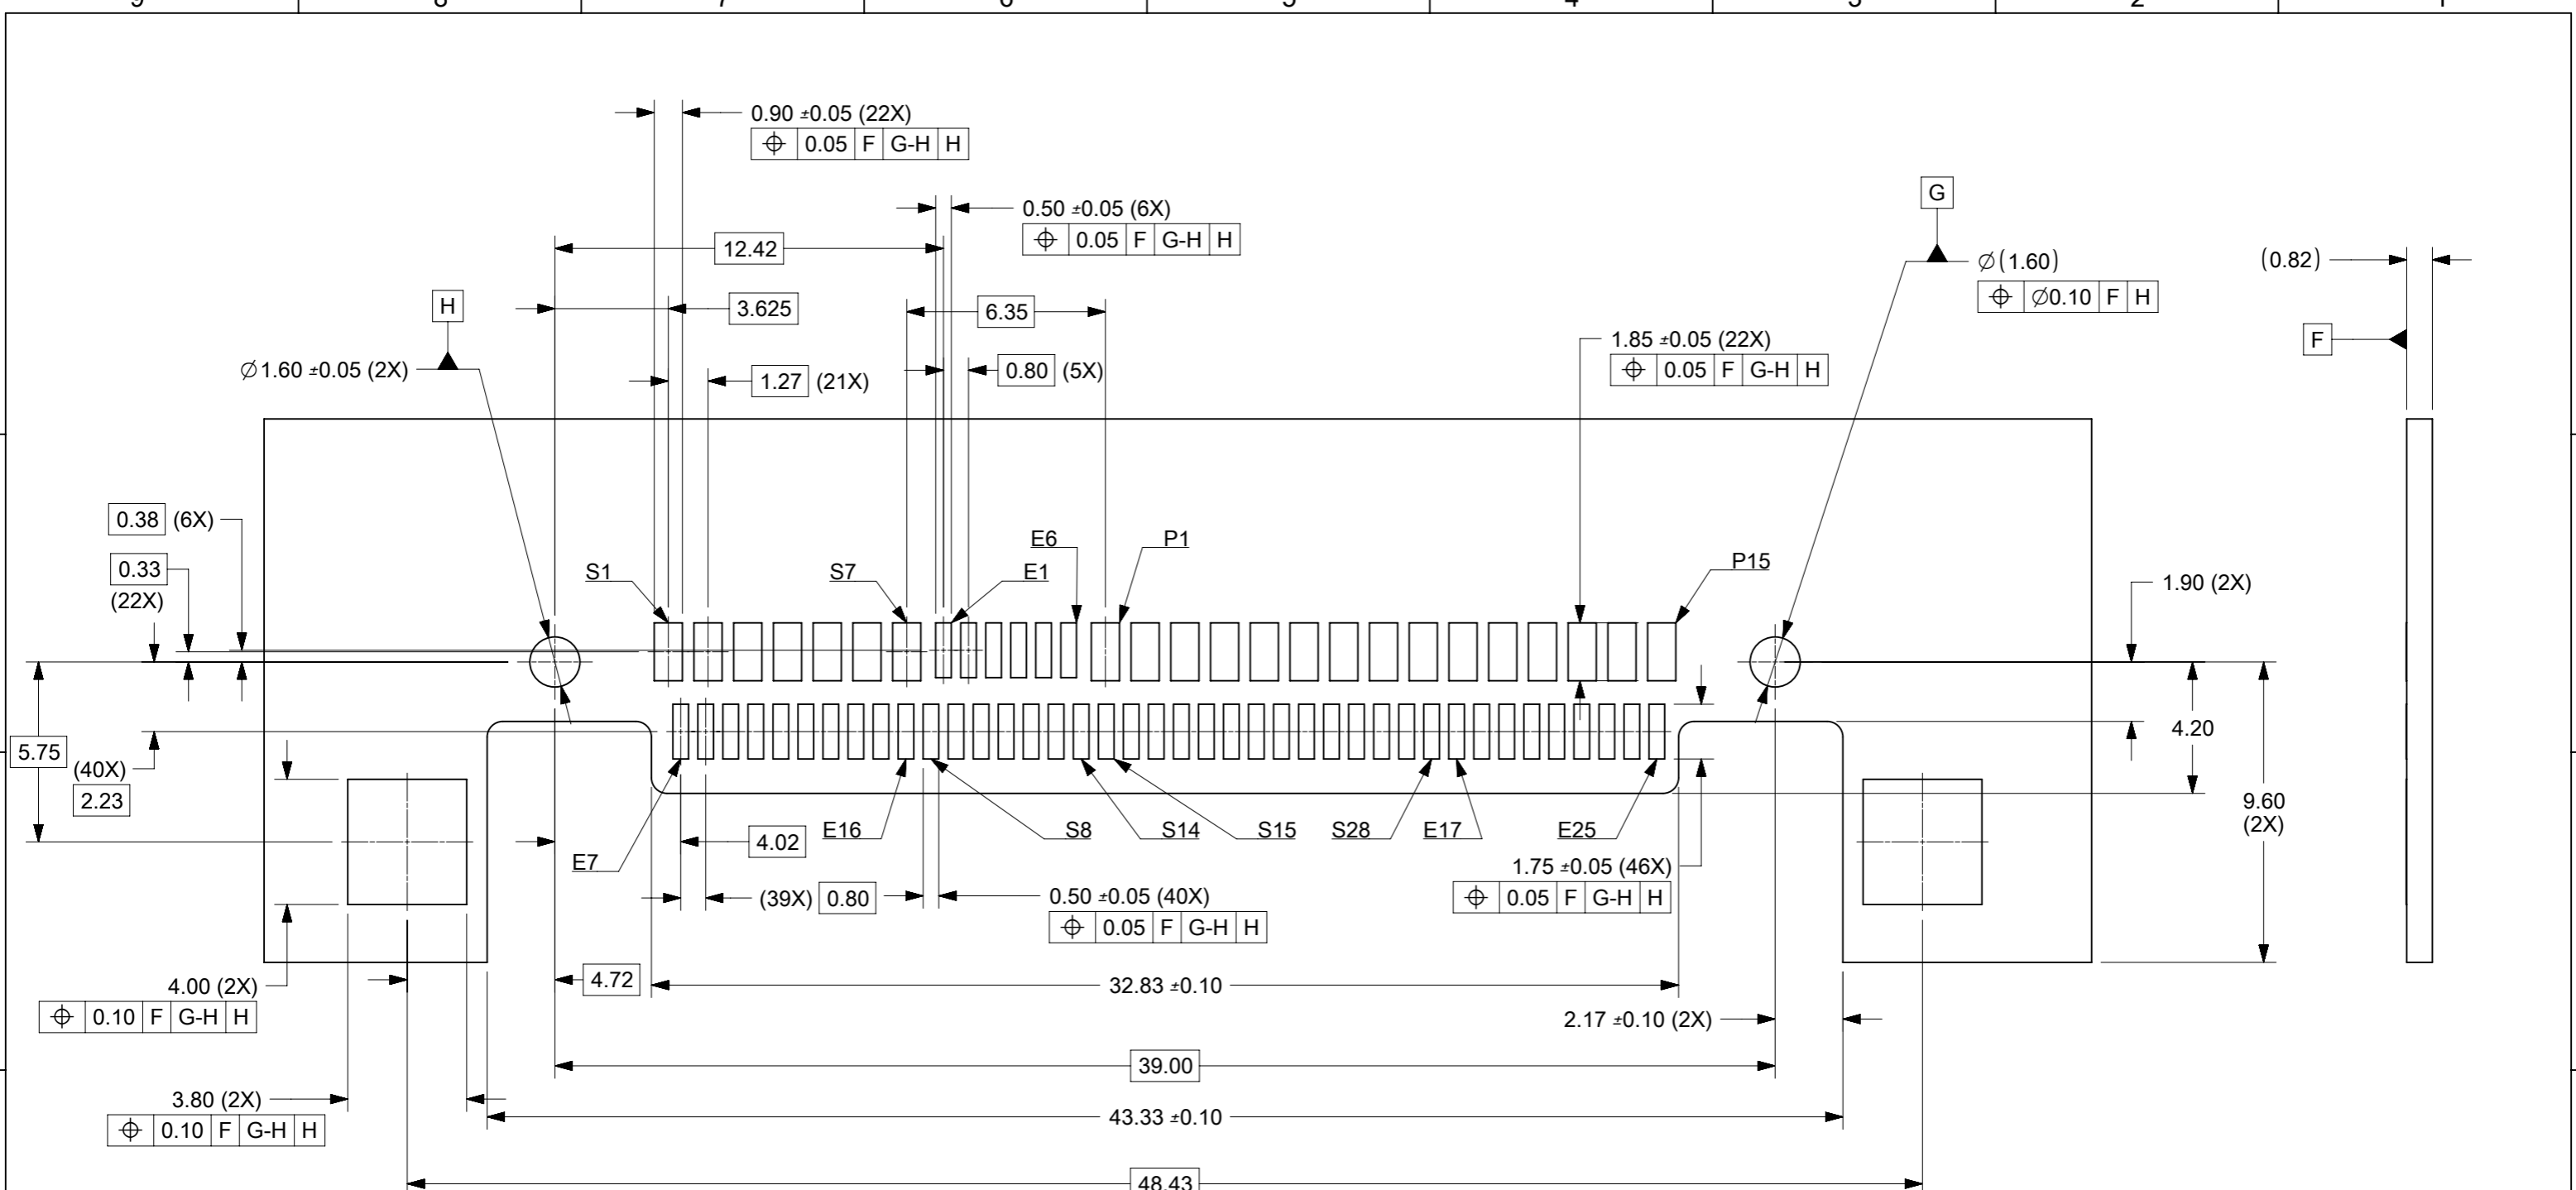 0.90 ±0.05 (22X)
⌖ 0.05 F G-H H
0.50 ±0.05 (6X)
⌖ 0.05 F G-H H
G
12.42
∅(1.60)
⌖ ∅0.10 F H
(0.82)
H
3.625
6.35
F
1.85 ±0.05 (22X)
⌖ 0.05 F G-H H
∅1.60 ±0.05 (2X)
1.27 (21X)
0.80 (5X)
0.38 (6X)
0.33
(22X)
E6
P1
S1
S7
E1
P15
1.90 (2X)
5.75
(40X)
2.23
4.20
9.60
(2X)
E16
S8
S14
S15
S28
E17
E25
4.02
E7
1.75 ±0.05 (46X)
⌖ 0.05 F G-H H
(39X) 0.80
0.50 ±0.05 (40X)
⌖ 0.05 F G-H H
4.00 (2X)
⌖ 0.10 F G-H H
4.72
32.83 ±0.10
2.17 ±0.10 (2X)
39.00
3.80 (2X)
⌖ 0.10 F G-H H
43.33 ±0.10
48.43